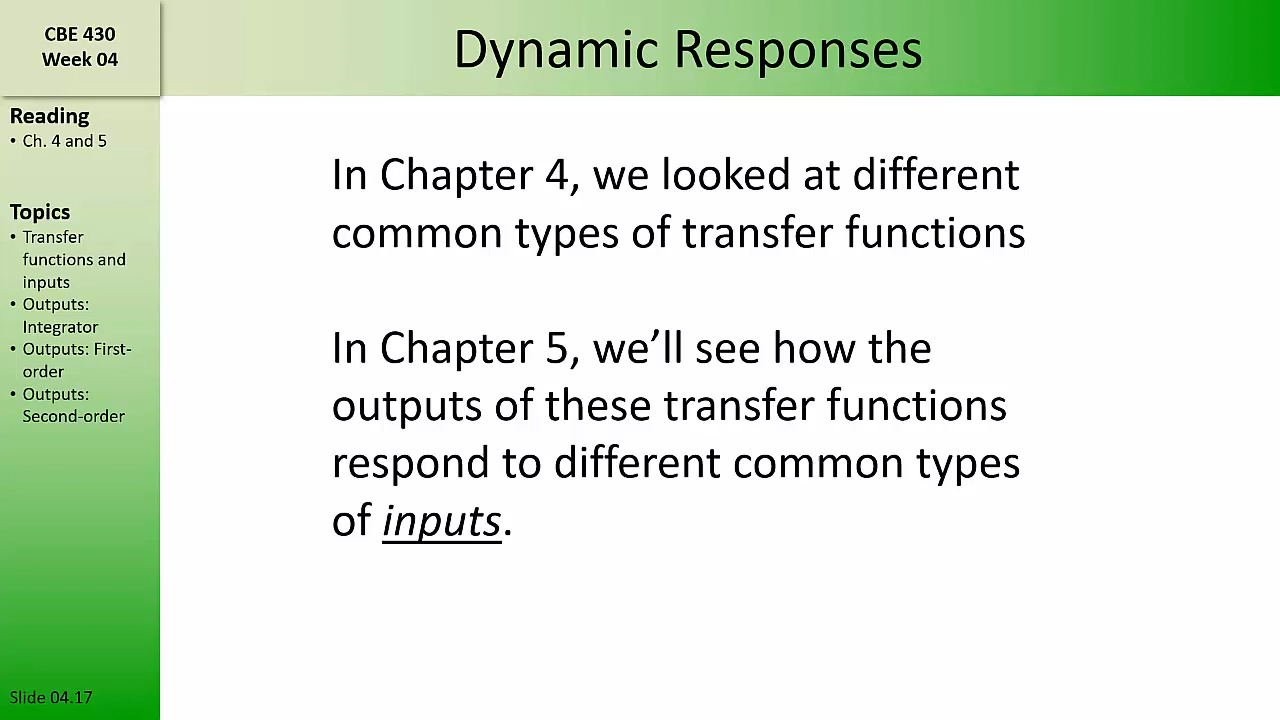 CBE 430
Week 04
Dynamic Responses
Reading
• Ch. 4 and 5
Topics
• Transfer
functions and
inputs
• Outputs:
Integrator
• Outputs: First-
order
• Outputs:
Second-order
Slide 04.17
In Chapter 4, we looked at different
common types of transfer functions
In Chapter 5, we’ll see how the
outputs of these transfer functions
respond to different common types
of inputs.